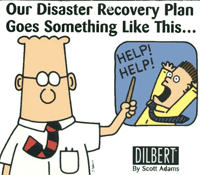 Our Disaster Recovery Plan
Goes Something Like This...
HELP!
HELP!
DILBERT
By Scott Adams